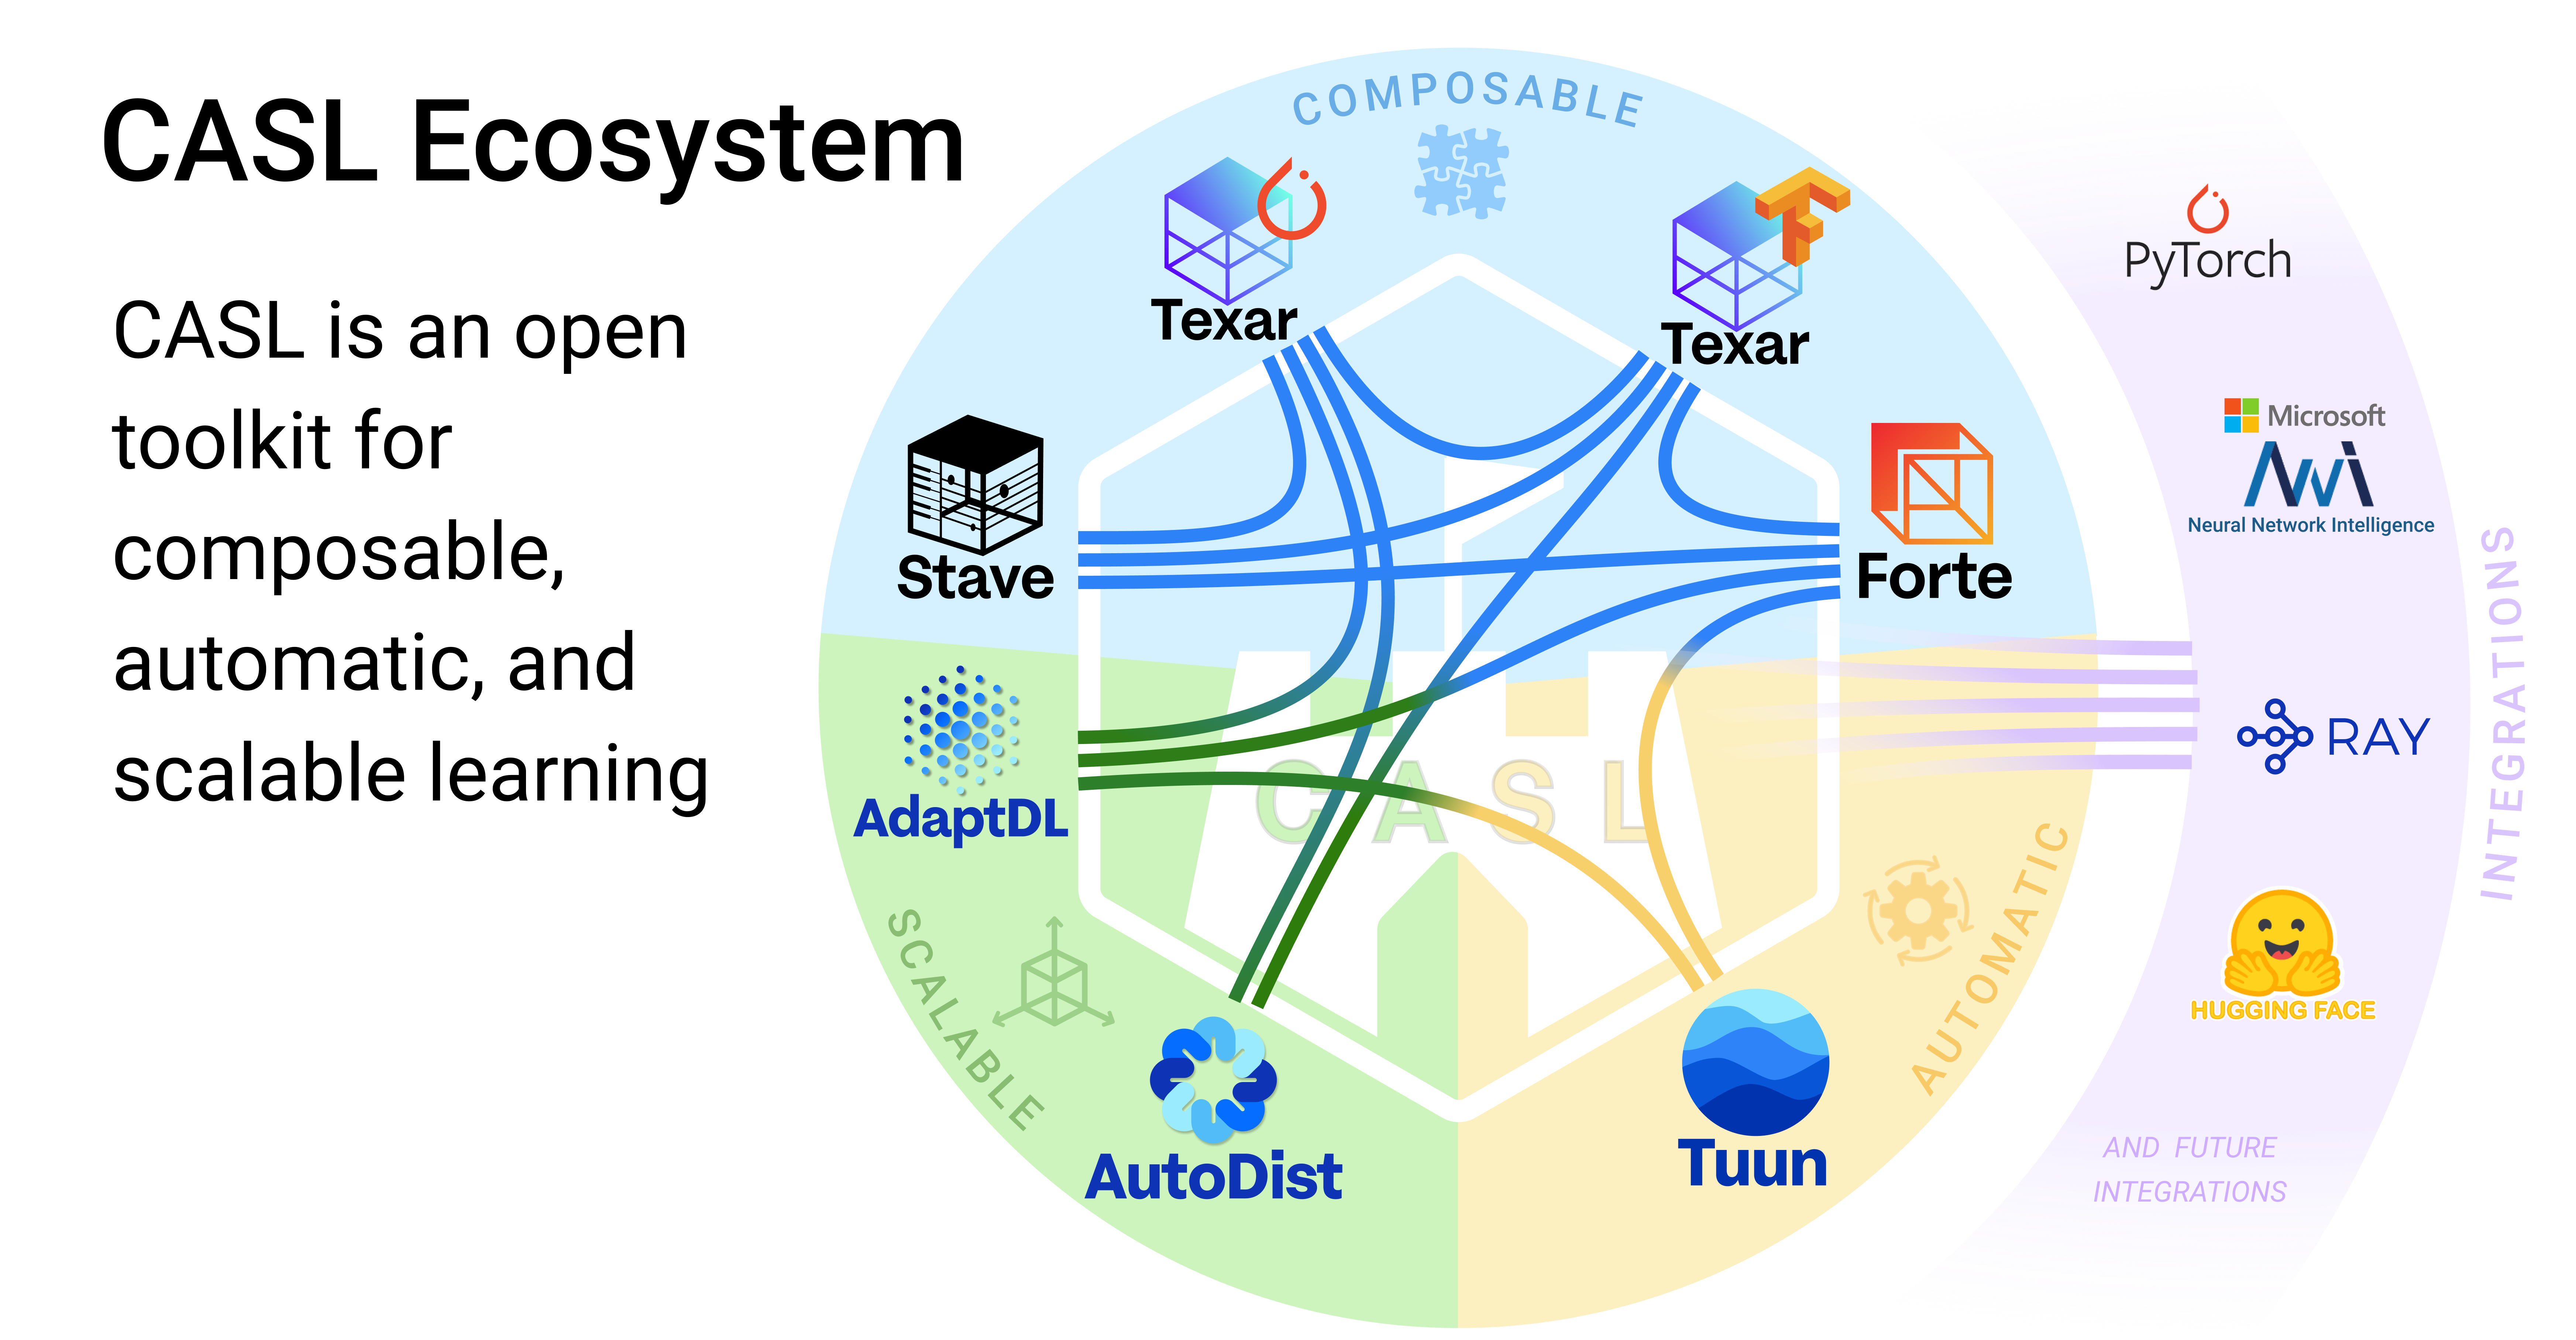 CASL Ecosystem
CASL is an open
toolkit for
composable,
automatic, and
scalable learning
COMPOSABLE
Texar
Texar
Stave
Forte
AdaptDL
CASL
SCALABLE
AUTOMATIC
AutoDist
Tuun
PyTorch
Microsoft
NNI
Neural Network Intelligence
RAY
HUGGING FACE
INTEGRATIONS
AND FUTURE
INTEGRATIONS